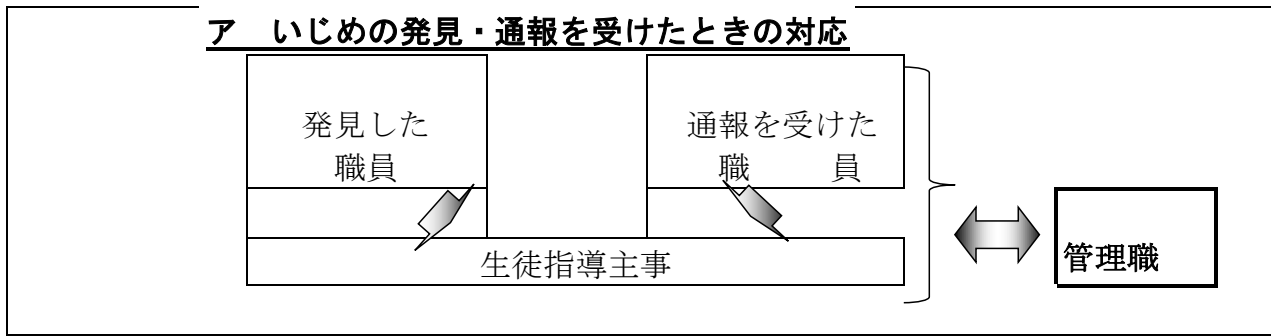 ア　いじめの発見・通報を受けたときの対応
発見した
職員
通報を受けた
職　　員
生徒指導主事
管理職